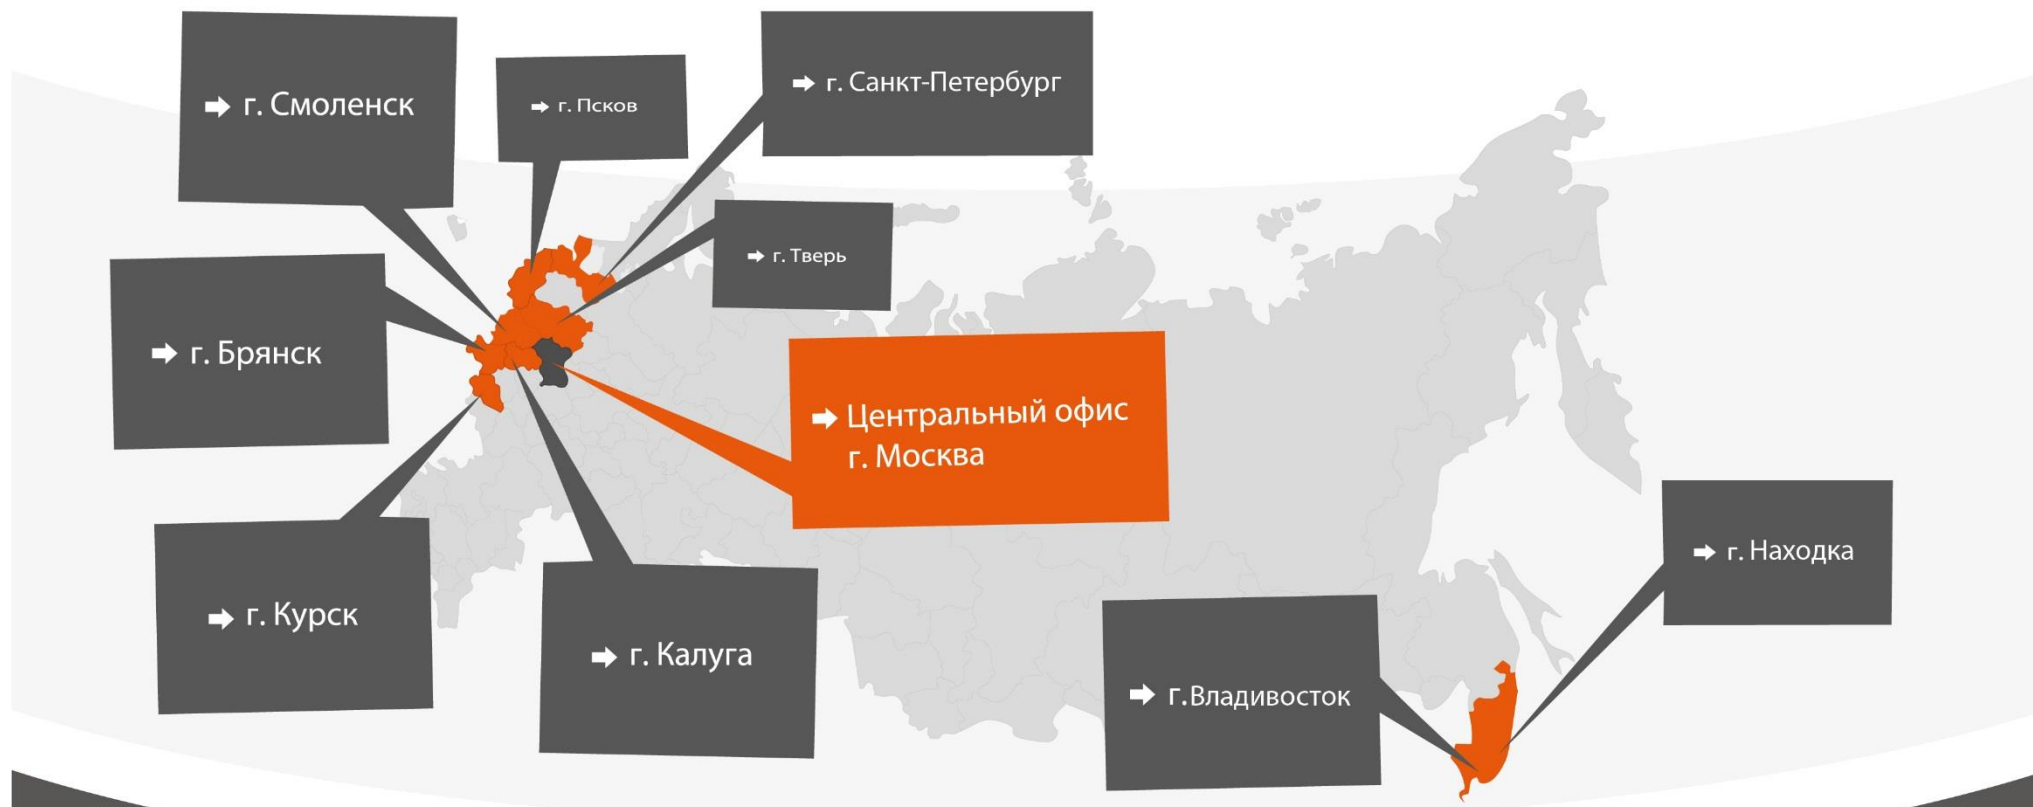 ➡ г. Смоленск
➡ г. Псков
➡ г. Санкт-Петербург
➡ г. Тверь
➡ г. Брянск
➡ Центральный офис
г. Москва
➡ г. Курск
➡ г. Калуга
➡ г.Владивосток
➡ г. Находка